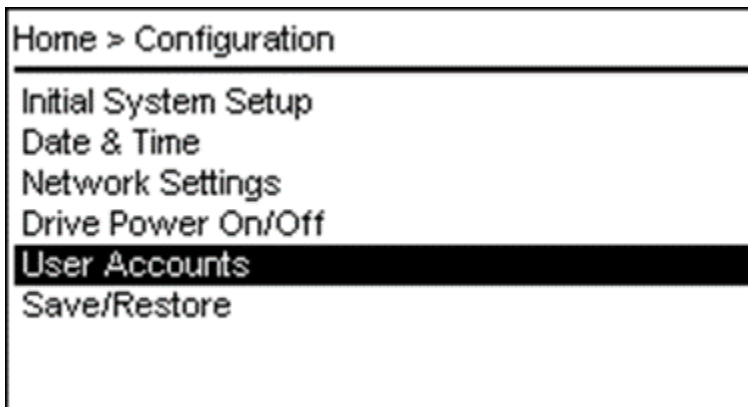 Home > Configuration
Initial System Setup
Date & Time
Network Settings
Drive Power On/Off
User Accounts
Save/Restore